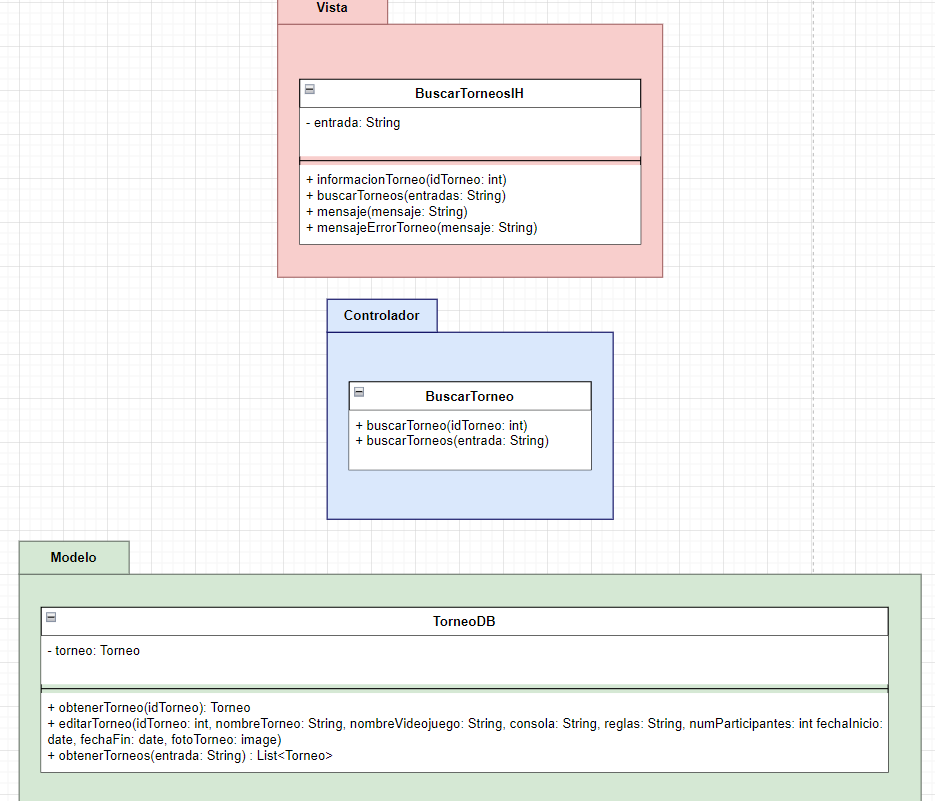 Vista
BuscarTorneosIH
- entrada: String
+ informacionTorneo(idTorneo: int)
+ buscarTorneos(entradas: String)
+ mensaje(mensaje: String)
+ mensajeErrorTorneo(mensaje: String)
Controlador
BuscarTorneo
+ buscarTorneo(idTorneo: int)
+ buscarTorneos(entrada: String)
Modelo
TorneoDB
- torneo: Torneo
+ obtenerTorneo(idTorneo): Torneo
+ editarTorneo(idTorneo: int, nombreTorneo: String, nombreVideojuego: String, consola: String, reglas: String, numParticipantes: int fechaInicio:
date, fechaFin: date, fotoTorneo: image)
+ obtenerTorneos(entrada: String) : List<Torneo>